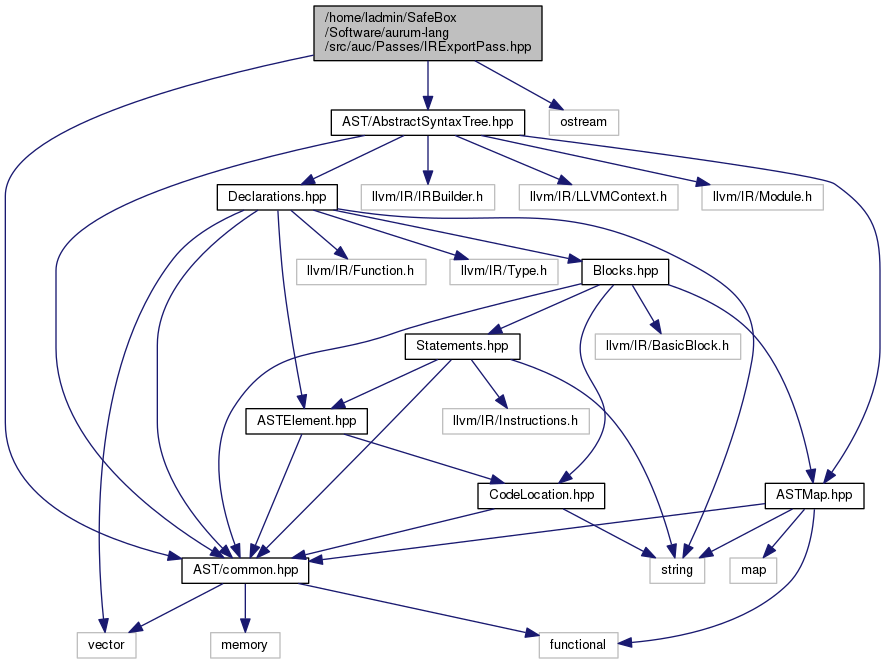 /home/ladmin/SafeBox
/Software/aurum-lang
/src/auc/Passes/IRExportPass.hpp
AST/AbstractSyntaxTree.hpp
ostream
Declarations.hpp
llvm/IR/IRBuilder.h
llvm/IR/LLVMContext.h
llvm/IR/Module.h
llvm/IR/Function.h
llvm/IR/Type.h
Blocks.hpp
Statements.hpp
llvm/IR/BasicBlock.h
ASTElement.hpp
llvm/IR/Instructions.h
CodeLocation.hpp
ASTMap.hpp
AST/common.hpp
string
map
vector
memory
functional